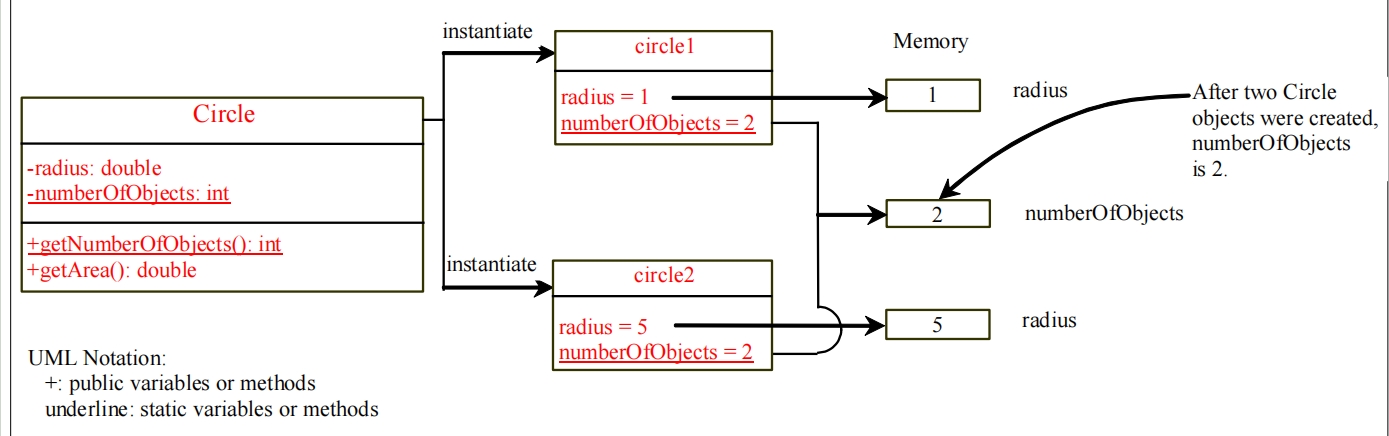 Circle
-radius: double
-numberOfObjects: int
+getNumberOfObjects(): int
+getArea(): double
UML Notation:
+: public variables or methods
underline: static variables or methods
instantiate
circle1
radius = 1
numberOfObjects = 2
instantiate
circle2
radius = 5
numberOfObjects = 2
Memory
1
radius
2
numberOfObjects
5
radius
After two Circle
objects were created,
numberOfObjects
is 2.